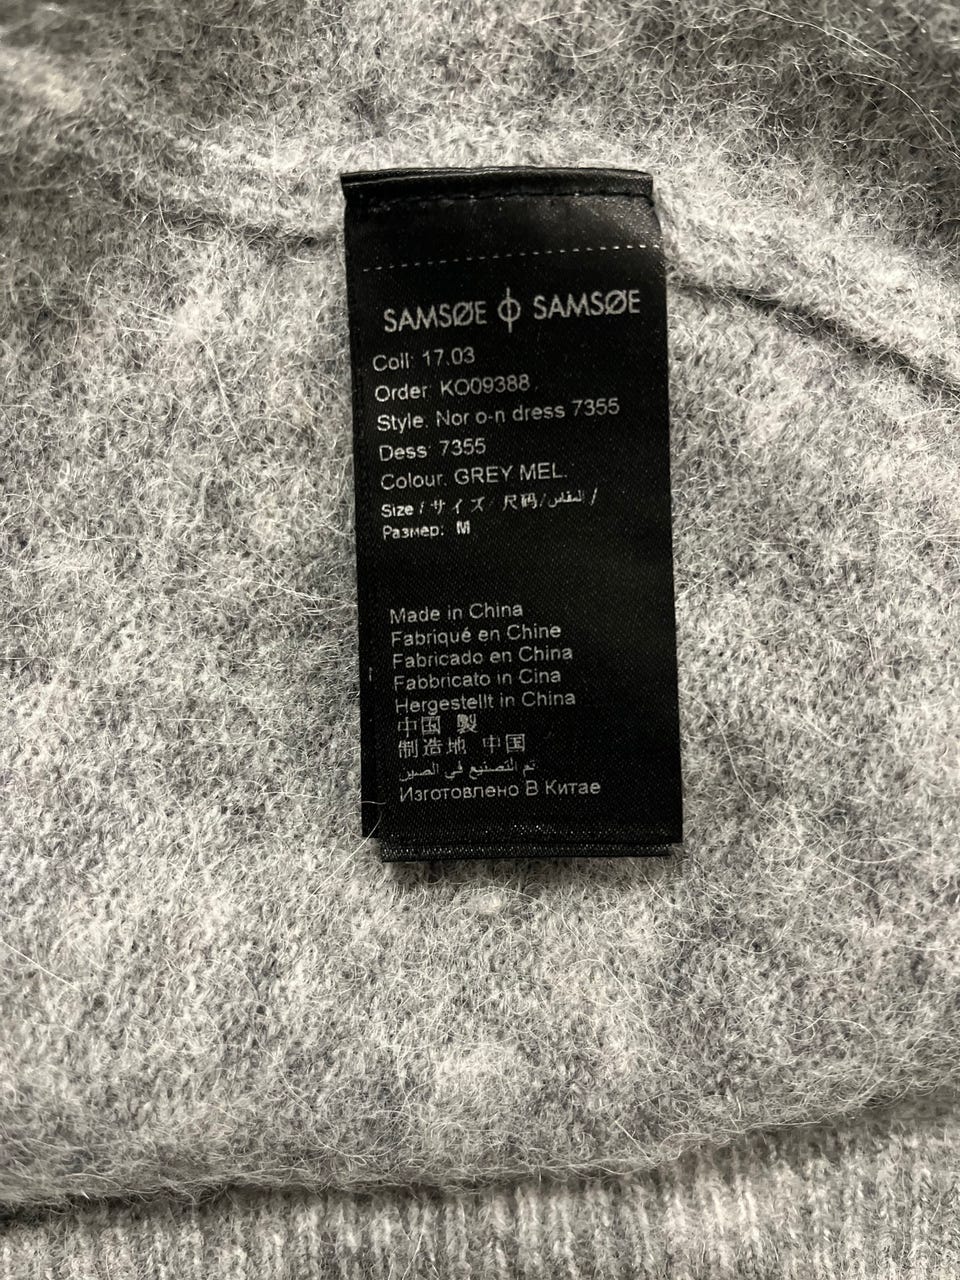 SAMSØE ϕ SAMSØE
Coll: 17.03
Order: KO09388
Style: Nor o-n dress 7355
Dess: 7355
Colour: GREY MEL.
Size / サイズ / 尺码 / المقاس /
Размер: M
Made in China
Fabriqué en Chine
Fabricado en China
Fabbricato in Cina
Hergestellt in China
中国 製
制造地 中国
تم التصنيع في الصين
Изготовлено В Китае